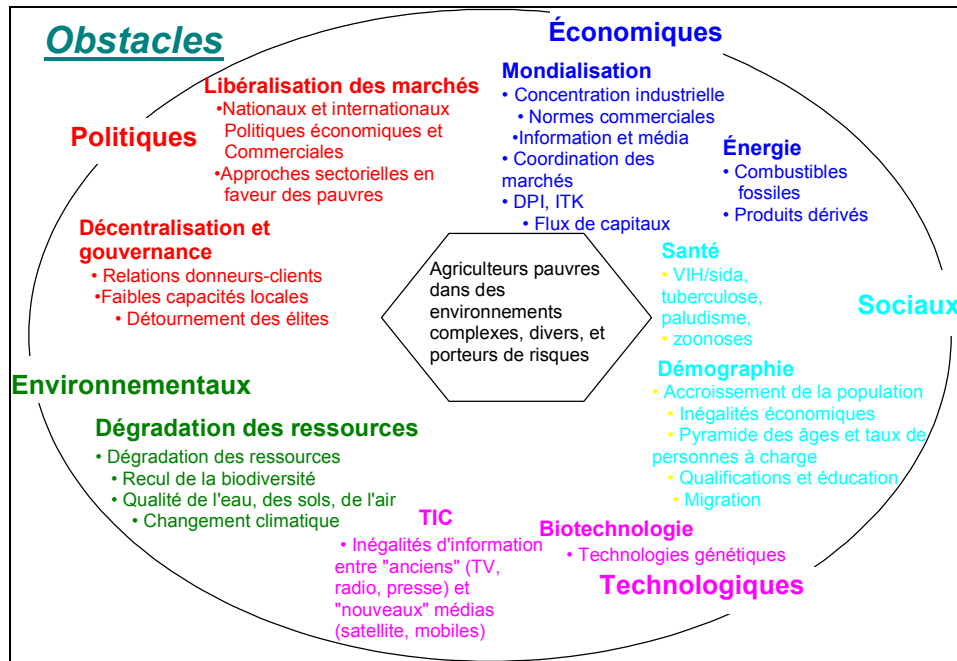 Obstacles
Économiques
Mondialisation
• Concentration industrielle
• Normes commerciales
•Information et média
• Coordination des
marchés
• DPI, ITK
• Flux de capitaux
Énergie
• Combustibles
fossiles
• Produits dérivés
Politiques
Libéralisation des marchés
•Nationaux et internationaux
Politiques économiques et
Commerciales
•Approches sectorielles en
faveur des pauvres
Décentralisation et
gouvernance
• Relations donneurs-clients
•Faibles capacités locales
• Détournement des élites
Agriculteurs pauvres
dans des
environnements
complexes, divers, et
porteurs de risques
Sociaux
Santé
• VIH/sida,
tuberculose,
paludisme,
• zoonoses
Démographie
• Accroissement de la population
• Inégalités économiques
• Pyramide des âges et taux de
personnes à charge
• Qualifications et éducation
• Migration
Environnementaux
Dégradation des ressources
• Dégradation des ressources
• Recul de la biodiversité
• Qualité de l'eau, des sols, de l'air
• Changement climatique
TIC
• Inégalités d'information
entre "anciens" (TV,
radio, presse) et
"nouveaux" médias
(satellite, mobiles)
Biotechnologie
• Technologies génétiques
Technologiques